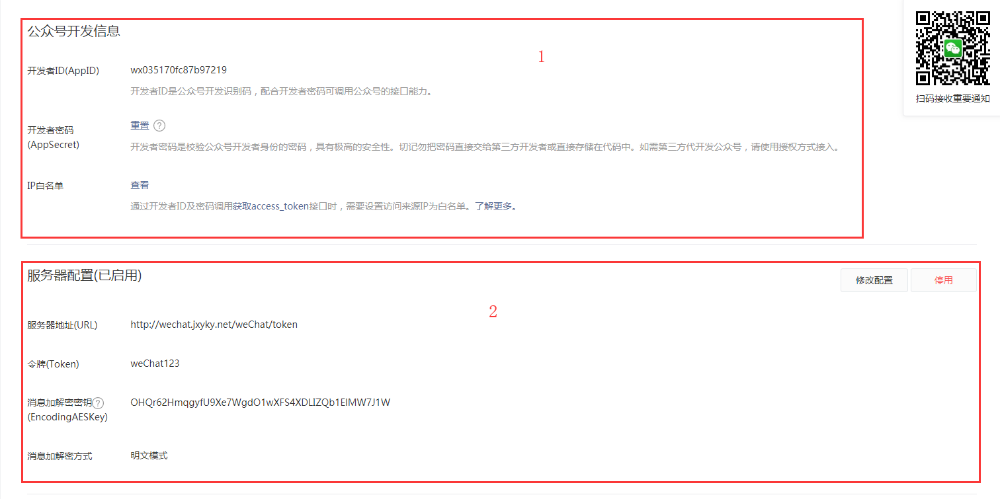 公众号开发信息
1
开发者ID(AppID)
wx035170fc87b97219
开发者ID是公众号开发识别码，配合开发者密码可调用公众号的接口能力。
扫码接收重要通知
开发者密码
(AppSecret)
重置 ?
开发者密码是校验公众号开发者身份的密码，具有极高的安全性。切记勿把密码直接交给第三方开发者或直接存储在代码中。如需第三方代开发公众号，请使用授权方式接入。
IP白名单
查看
通过开发者ID及密码调用获取access_token接口时，需要设置访问来源IP为白名单。了解更多。
服务器配置(已启用)
修改配置
停用
2
服务器地址(URL)
http://wechat.jxyky.net/weChat/token
令牌(Token)
weChat123
消息加解密密钥?
(EncodingAESKey)
OHQr62HmqgyfU9Xe7WgdO1wXFS4XDLIZQb1ElMW7J1W
消息加解密方式
明文模式